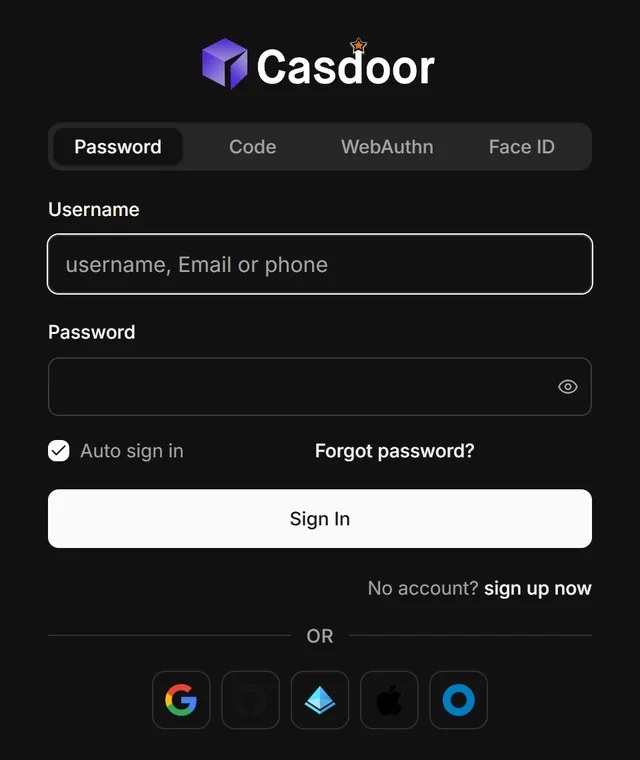 Casdoor
Password Code WebAuthn Face ID
Username
username, Email or phone
Password
Auto sign in Forgot password?
Sign In
No account? sign up now
OR